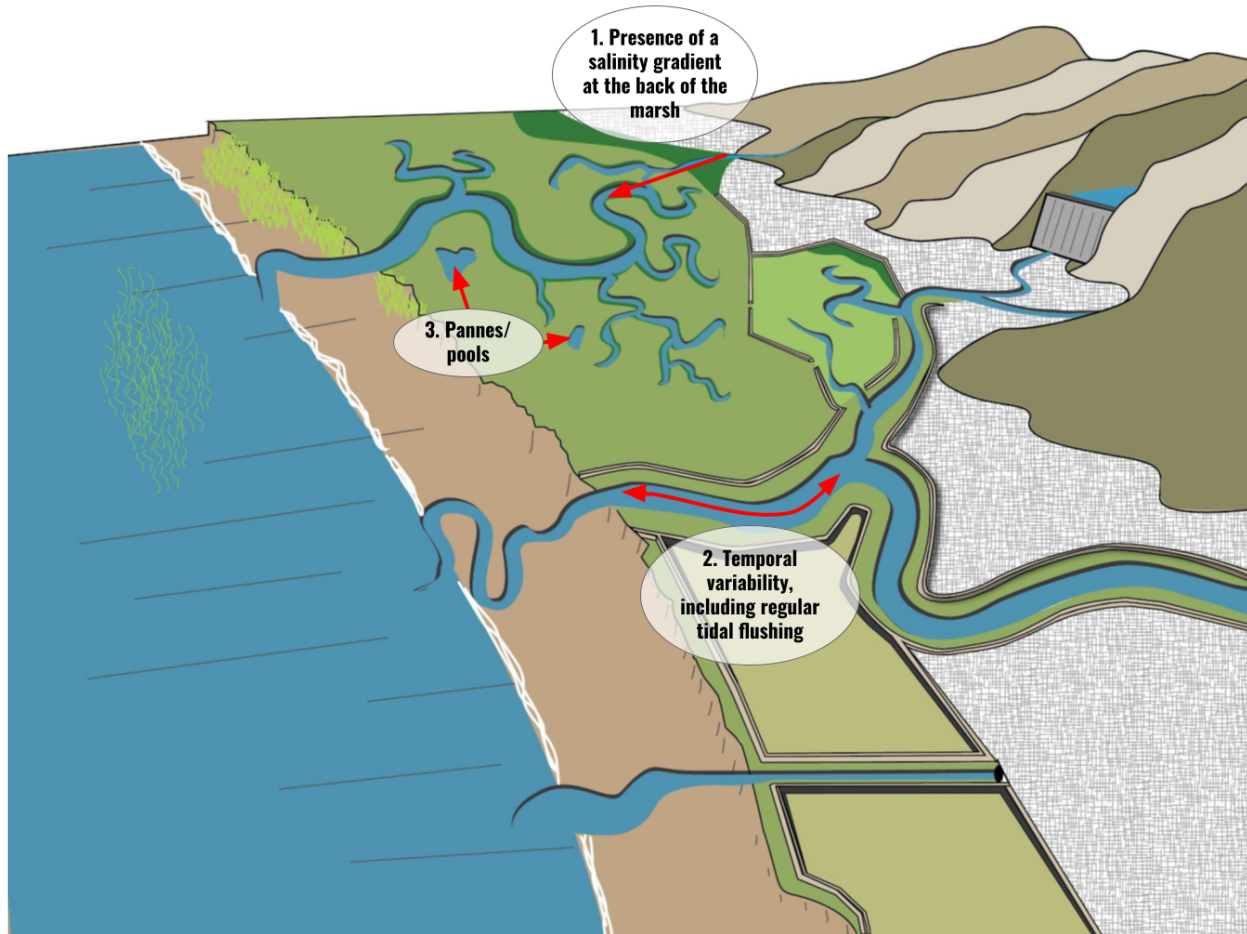 1. Presence of a
salinity gradient
at the back of the
marsh
3. Pannes/
pools
2. Temporal
variability,
including regular
tidal flushing